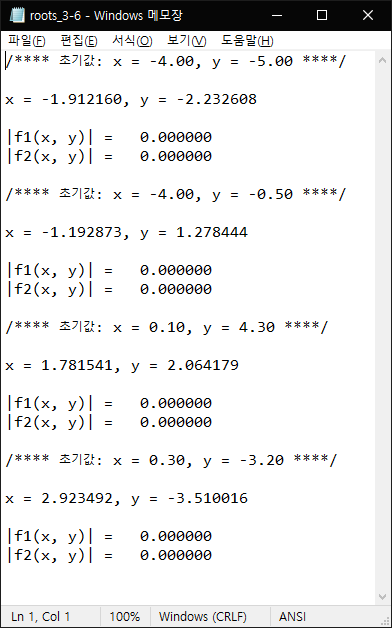 roots_3-6 - Windows 메모장
파일(F) 편집(E) 서식(O) 보기(V) 도움말(H)
/**** 초기값: x = -4.00, y = -5.00 ****/
x = -1.912160, y = -2.232608
|f1(x, y)| =   0.000000
|f2(x, y)| =   0.000000
/**** 초기값: x = -4.00, y = -0.50 ****/
x = -1.192873, y = 1.278444
|f1(x, y)| =   0.000000
|f2(x, y)| =   0.000000
/**** 초기값: x = 0.10, y = 4.30 ****/
x = 1.781541, y = 2.064179
|f1(x, y)| =   0.000000
|f2(x, y)| =   0.000000
/**** 초기값: x = 0.30, y = -3.20 ****/
x = 2.923492, y = -3.510016
|f1(x, y)| =   0.000000
|f2(x, y)| =   0.000000
Ln 1, Col 1 100% Windows (CRLF) ANSI